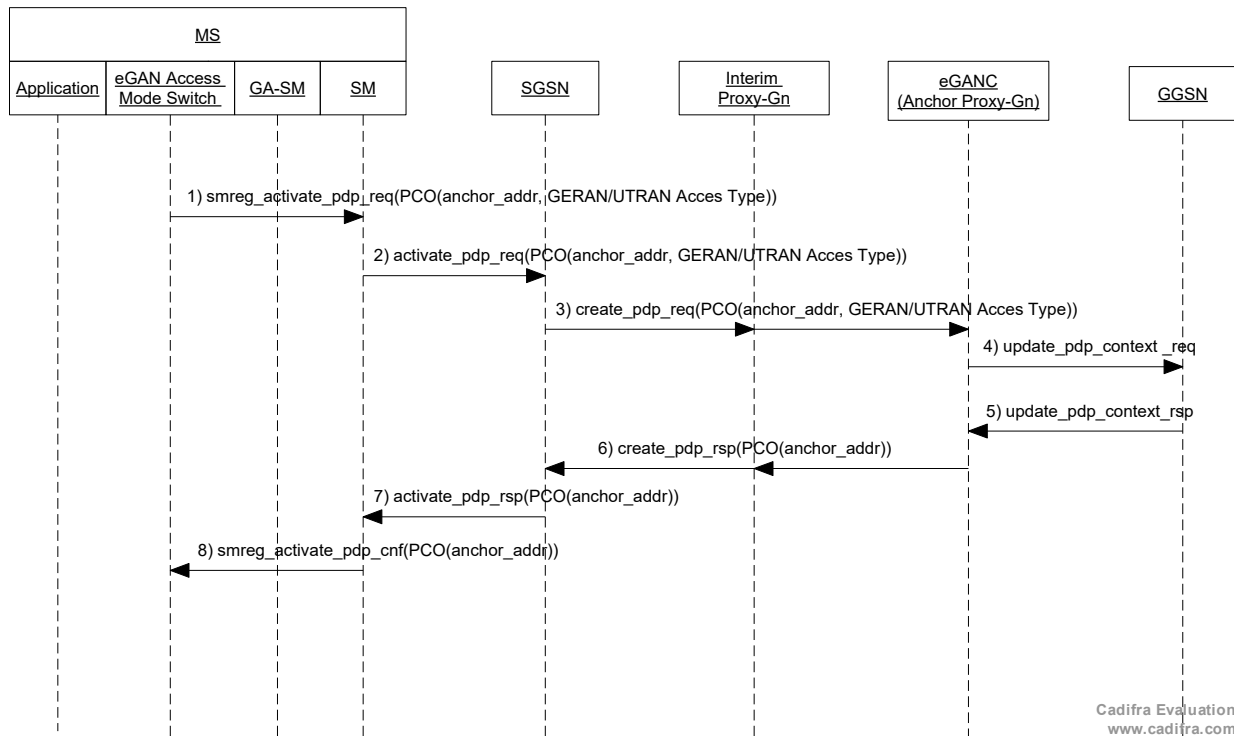 MS
Application
eGAN Access
Mode Switch
GA-SM
SM
SGSN
Interim
Proxy-Gn
eGANC
(Anchor Proxy-Gn)
GGSN
1) smreg_activate_pdp_req(PCO(anchor_addr, GERAN/UTRAN Acces Type))
2) activate_pdp_req(PCO(anchor_addr, GERAN/UTRAN Acces Type))
3) create_pdp_req(PCO(anchor_addr, GERAN/UTRAN Acces Type))
4) update_pdp_context _req
5) update_pdp_context_rsp
6) create_pdp_rsp(PCO(anchor_addr))
7) activate_pdp_rsp(PCO(anchor_addr))
8) smreg_activate_pdp_cnf(PCO(anchor_addr))
Cadifra Evaluation
www.cadifra.com